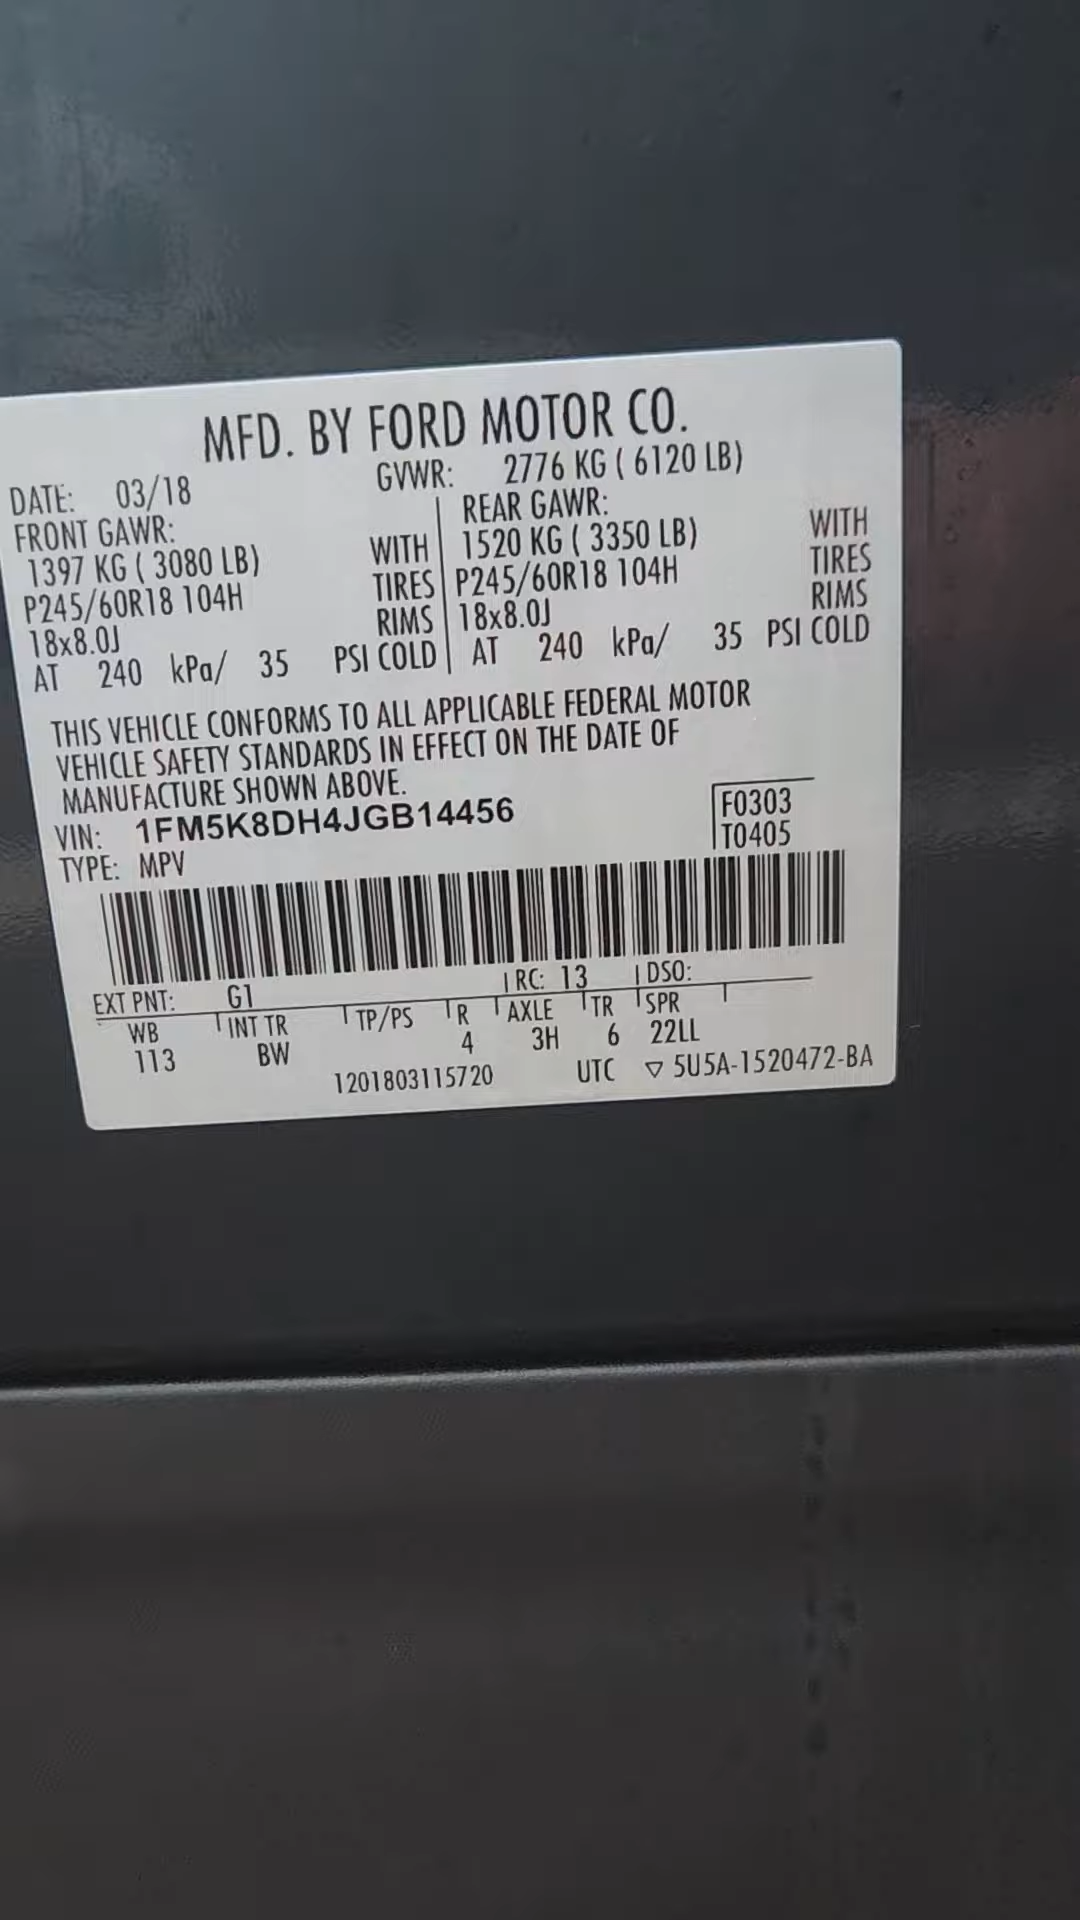 MFD. BY FORD MOTOR CO.
DATE: 03/18 GVWR: 2776 KG ( 6120 LB)
FRONT GAWR: REAR GAWR:
1397 KG ( 3080 LB) WITH 1520 KG ( 3350 LB) WITH
P245/60R18 104H TIRES P245/60R18 104H TIRES
18x8.0J RIMS 18x8.0J RIMS
AT 240 kPa/ 35 PSI COLD AT 240 kPa/ 35 PSI COLD
THIS VEHICLE CONFORMS TO ALL APPLICABLE FEDERAL MOTOR
VEHICLE SAFETY STANDARDS IN EFFECT ON THE DATE OF
MANUFACTURE SHOWN ABOVE.
VIN: 1FM5K8DH4JGB14456 F0303
TYPE: MPV T0405
EXT PNT: G1 RC: 13 DSO:
WB INT TR TP/PS R AXLE TR SPR
113 BW 4 3H 6 22LL
1201803115720 UTC ▽ 5U5A-1520472-BA